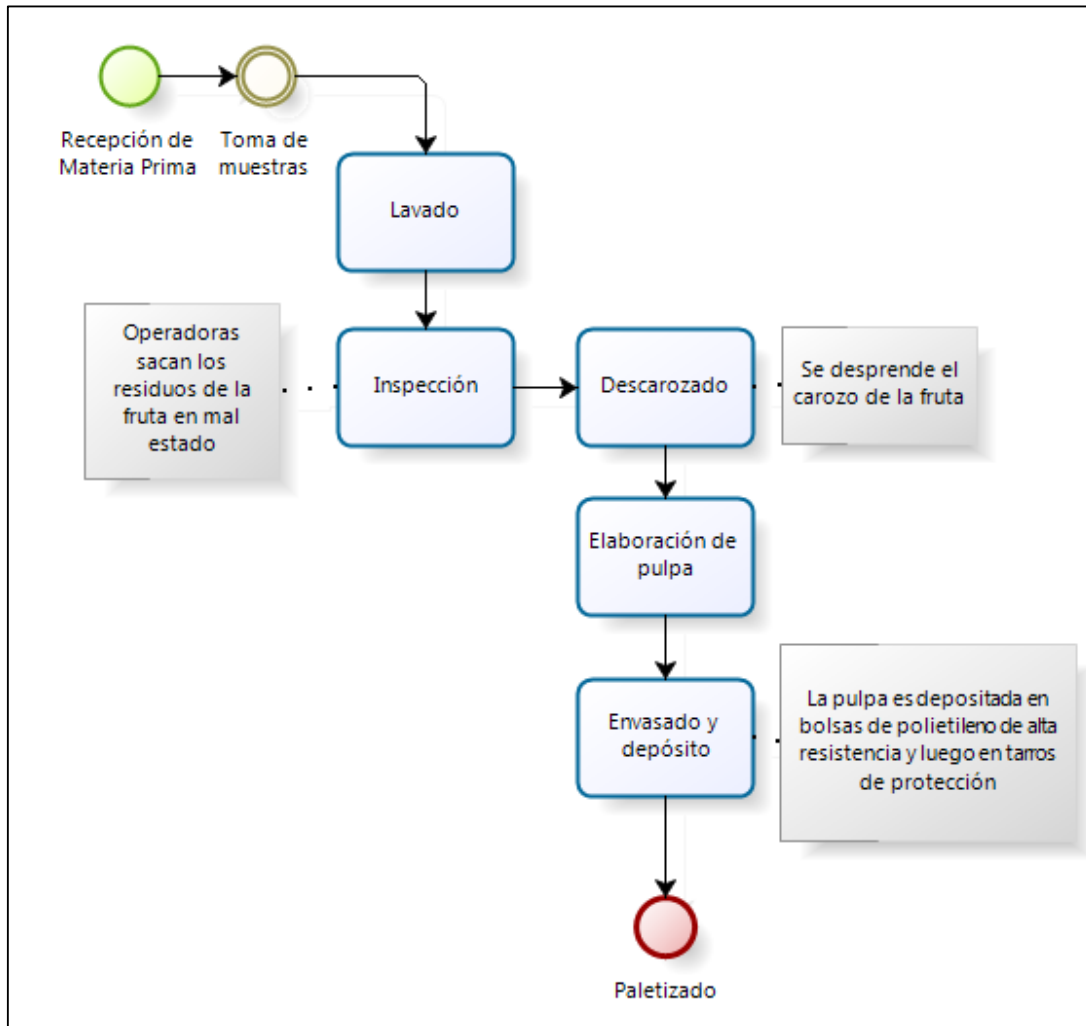 Recepción de
Materia Prima
Toma de
muestras
Lavado
Operadoras
sacan los
residuos de la
fruta en mal
estado
Inspección
Descarozado
Se desprende el
carozo de la fruta
Elaboración de
pulpa
Envasado y
depósito
La pulpa es depositada en
bolsas de polietileno de alta
resistencia y luego en tarros
de protección
Paletizado